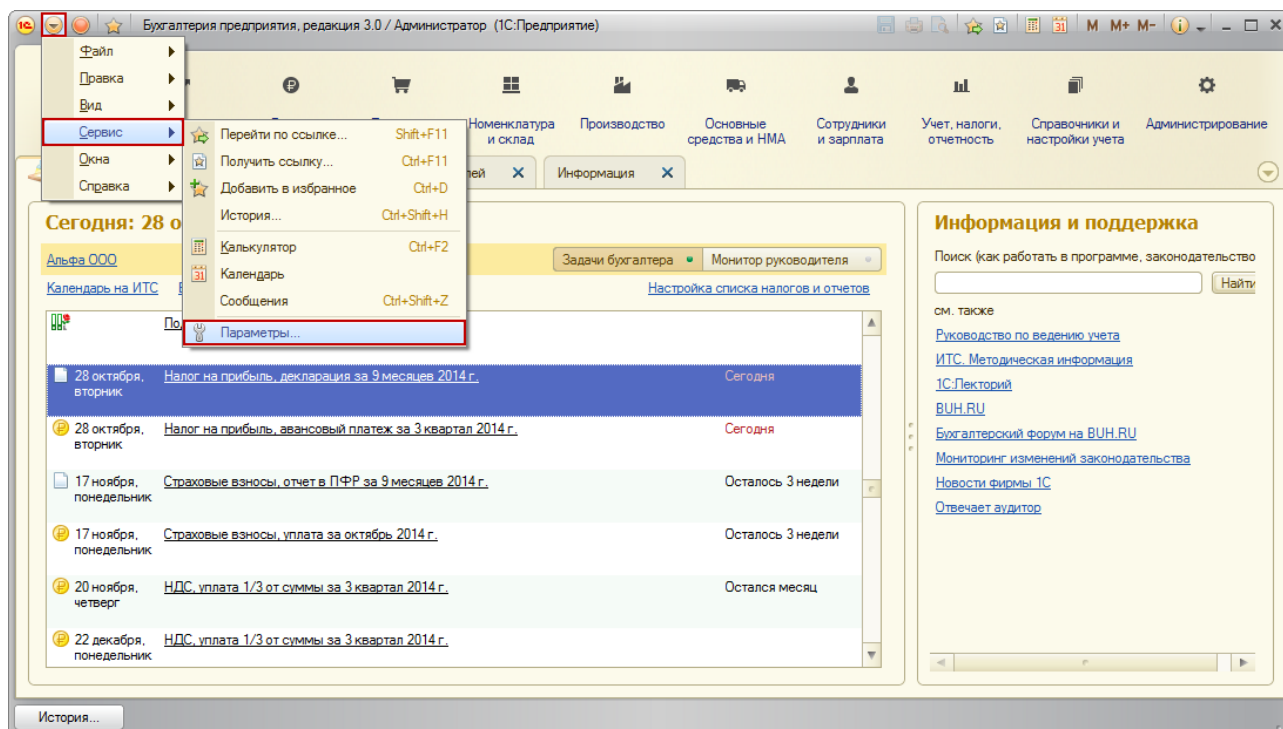 1С Бухгалтерия предприятия, редакция 3.0 / Администратор (1С:Предприятие)
31 M M+ M-
Файл
Правка
Вид
Сервис
Окна
Справка
Перейти по ссылке... Shift+F11
Получить ссылку... Ctrl+F11
Добавить в избранное Ctrl+D
История... Ctrl+Shift+H
Калькулятор Ctrl+F2
31 Календарь
Сообщения Ctrl+Shift+Z
Параметры...
Номенклатура
и склад
Производство
Основные
средства и НМА
Сотрудники
и зарплата
Учет, налоги,
отчетность
Справочники и
настройки учета
Администрирование
лей
Информация
Сегодня: 28 о
Альфа ООО
Задачи бухгалтера
Монитор руководителя
Календарь на ИТС
Настройка списка налогов и отчетов
28 октября, Налог на прибыль, декларация за 9 месяцев 2014 г. Сегодня
вторник
28 октября, Налог на прибыль, авансовый платеж за 3 квартал 2014 г. Сегодня
вторник
17 ноября, Страховые взносы, отчет в ПФР за 9 месяцев 2014 г. Осталось 3 недели
понедельник
17 ноября, Страховые взносы, уплата за октябрь 2014 г. Осталось 3 недели
понедельник
20 ноября, НДС, уплата 1/3 от суммы за 3 квартал 2014 г. Остался месяц
четверг
22 декабря, НДС, уплата 1/3 от суммы за 3 квартал 2014 г.
понедельник
Информация и поддержка
Поиск (как работать в программе, законодательство
Найти
см. также
Руководство по ведению учета
ИТС. Методическая информация
1С:Лекторий
BUH.RU
Бухгалтерский форум на BUH.RU
Мониторинг изменений законодательства
Новости фирмы 1С
Отвечает аудитор
История...